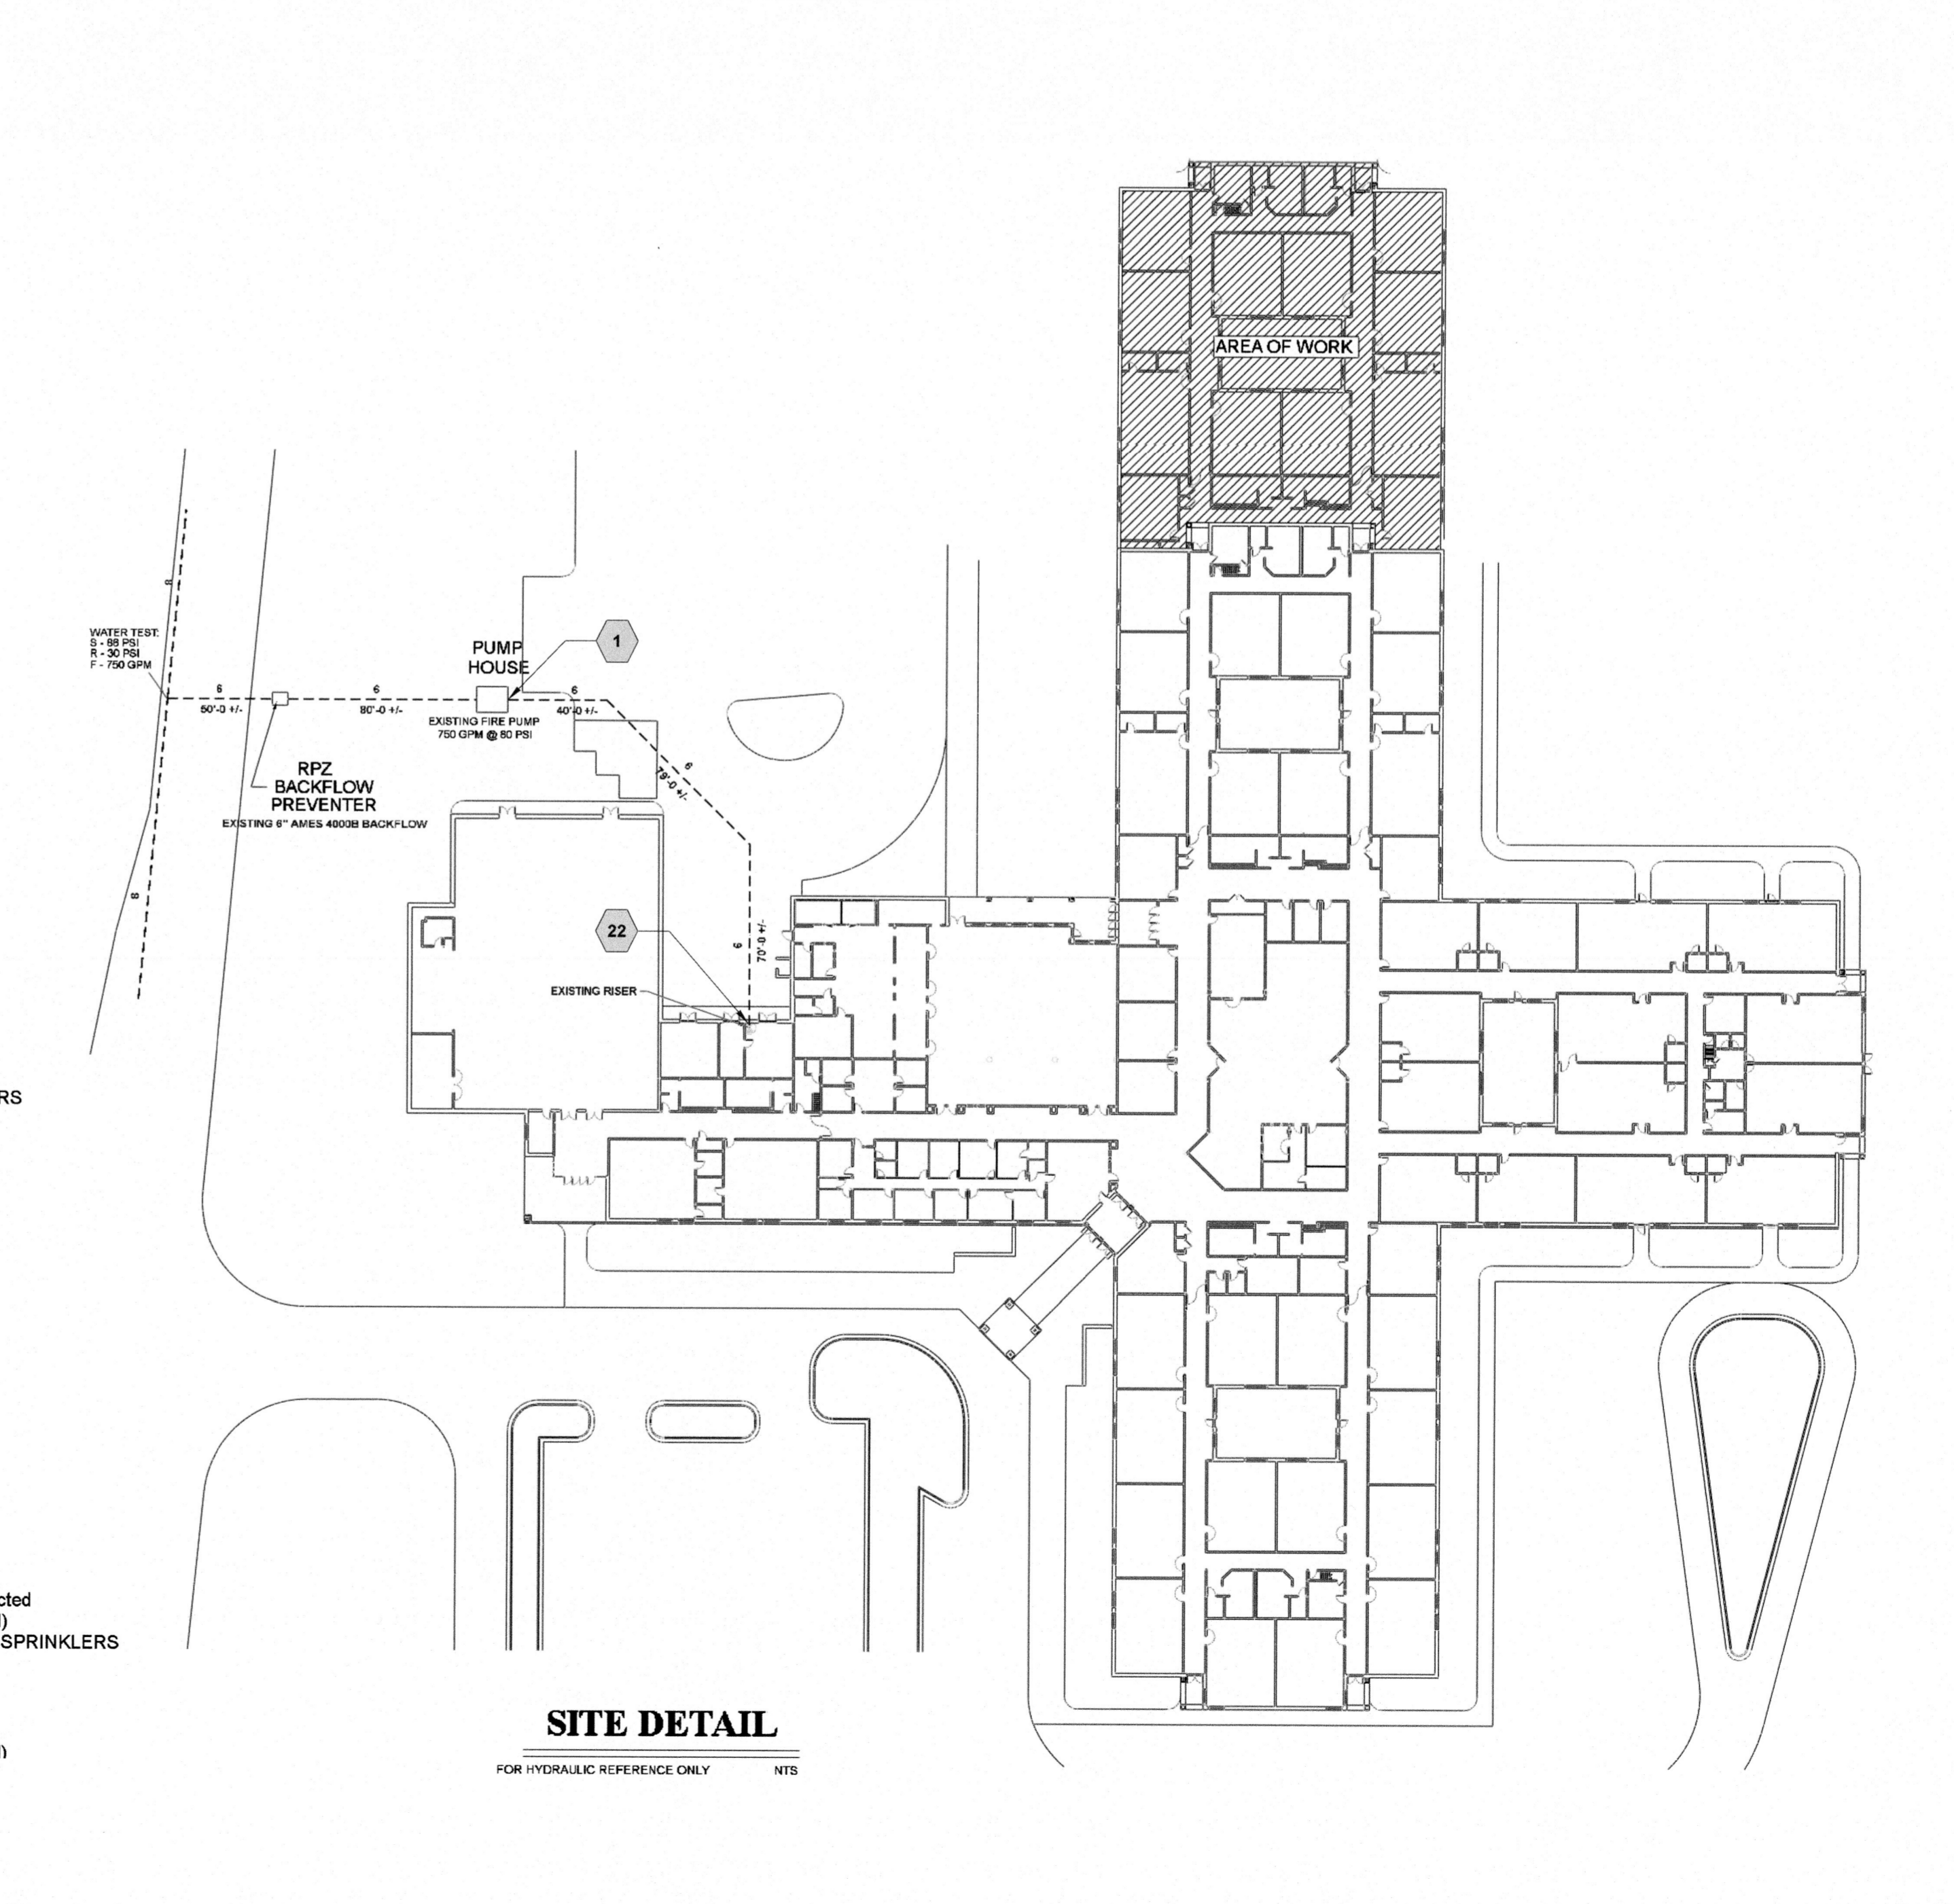 AREA OF WORK
8
WATER TEST:
S - 88 PSI
R - 30 PSI
F - 750 GPM
PUMP
HOUSE
1
6
50'-0 +/-
6
80'-0 +/-
6
40'-0 +/-
EXISTING FIRE PUMP
750 GPM @ 80 PSI
6
79'-0 +/-
RPZ
BACKFLOW
PREVENTER
EXISTING 6" AMES 4000B BACKFLOW
8
22
6
70'-0 +/-
EXISTING RISER
RS
cted
)
SPRINKLERS
)
SITE DETAIL
FOR HYDRAULIC REFERENCE ONLY NTS